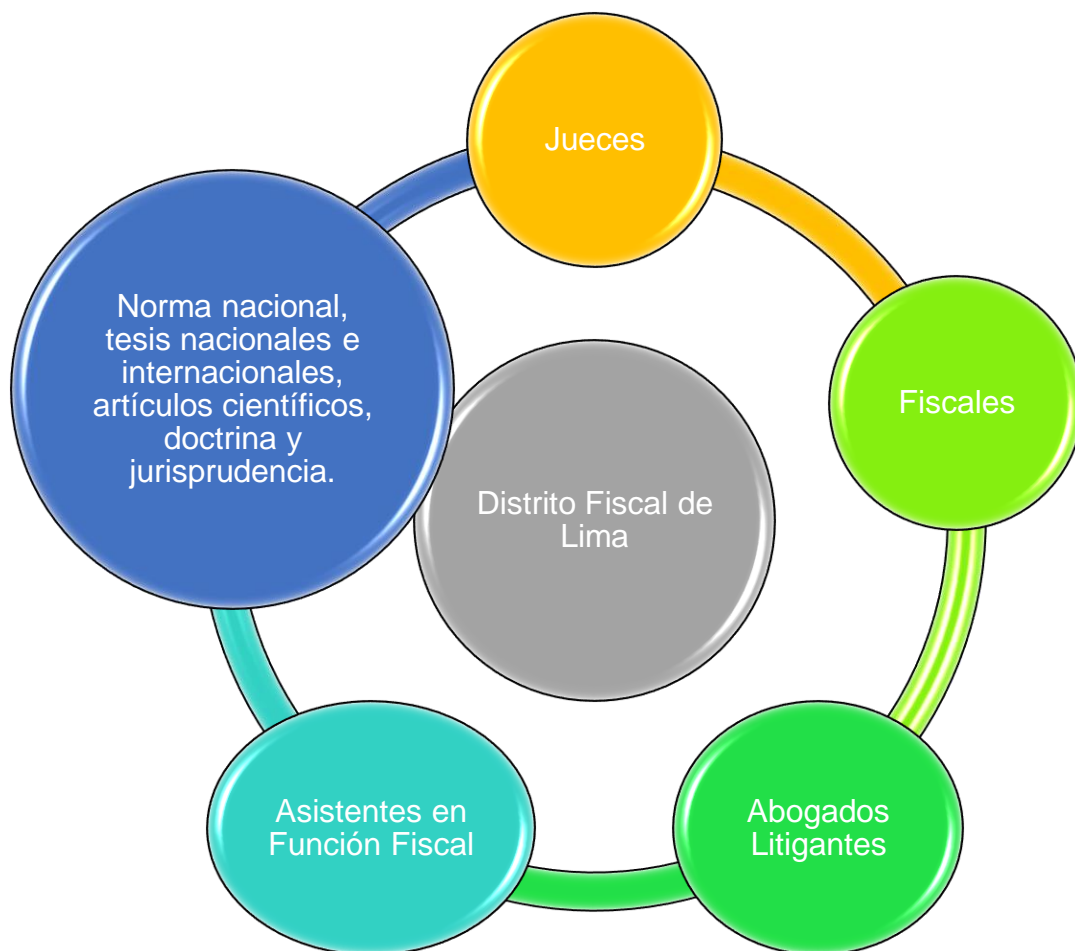 Jueces
Norma nacional,
tesis nacionales e
internacionales,
artículos científicos,
doctrina y
jurisprudencia.
Fiscales
Distrito Fiscal de
Lima
Asistentes en
Función Fiscal
Abogados
Litigantes